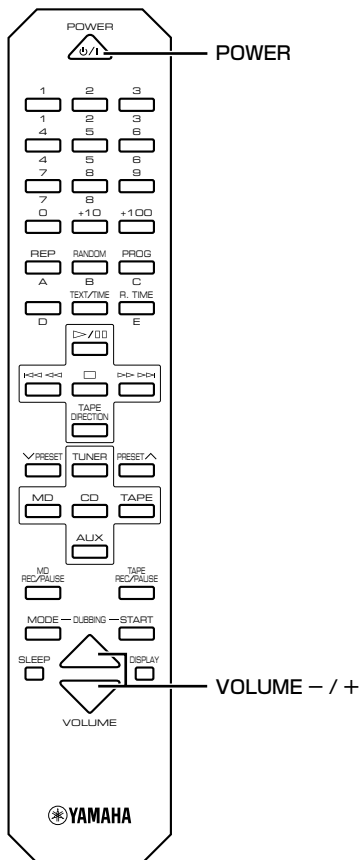 POWER
⏻/I
POWER
1 2 3
1 2 3
4 5 6
4 5 6
7 8 9
7 8
0 +10 +100
REP RANDOM PROG
A B C
TEXT/TIME R. TIME
D E
TAPE
DIRECTION
PRESET TUNER PRESET
MD CD TAPE
AUX
MD
REC/PAUSE
TAPE
REC/PAUSE
MODE — DUBBING — START
SLEEP DISPLAY
VOLUME − / +
VOLUME
YAMAHA